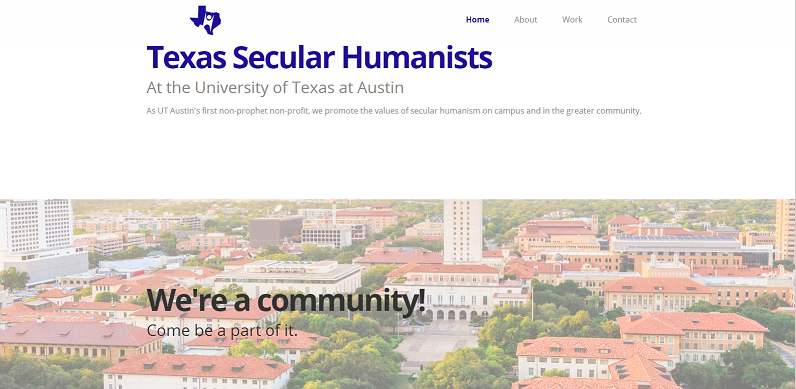 Home About Work Contact
Texas Secular Humanists
At the University of Texas at Austin
As UT Austin's first non-prophet non-profit, we promote the values of secular humanism on campus and in the greater community.
We're a community!
Come be a part of it.